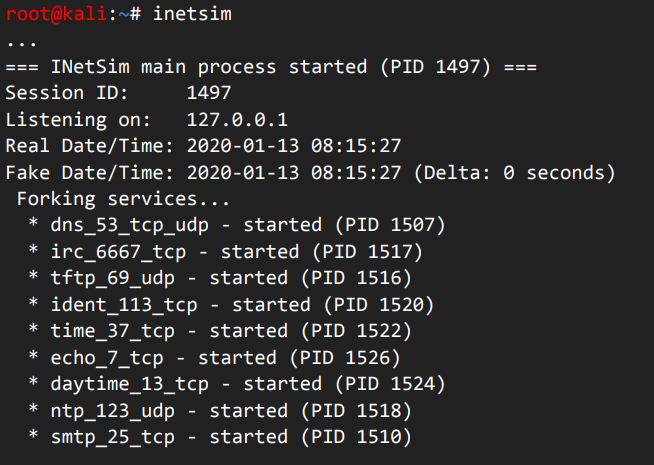 root@kali:~# inetsim
...
=== INetSim main process started (PID 1497) ===
Session ID:     1497
Listening on:   127.0.0.1
Real Date/Time: 2020-01-13 08:15:27
Fake Date/Time: 2020-01-13 08:15:27 (Delta: 0 seconds)
 Forking services...
  * dns_53_tcp_udp - started (PID 1507)
  * irc_6667_tcp - started (PID 1517)
  * tftp_69_udp - started (PID 1516)
  * ident_113_tcp - started (PID 1520)
  * time_37_tcp - started (PID 1522)
  * echo_7_tcp - started (PID 1526)
  * daytime_13_tcp - started (PID 1524)
  * ntp_123_udp - started (PID 1518)
  * smtp_25_tcp - started (PID 1510)